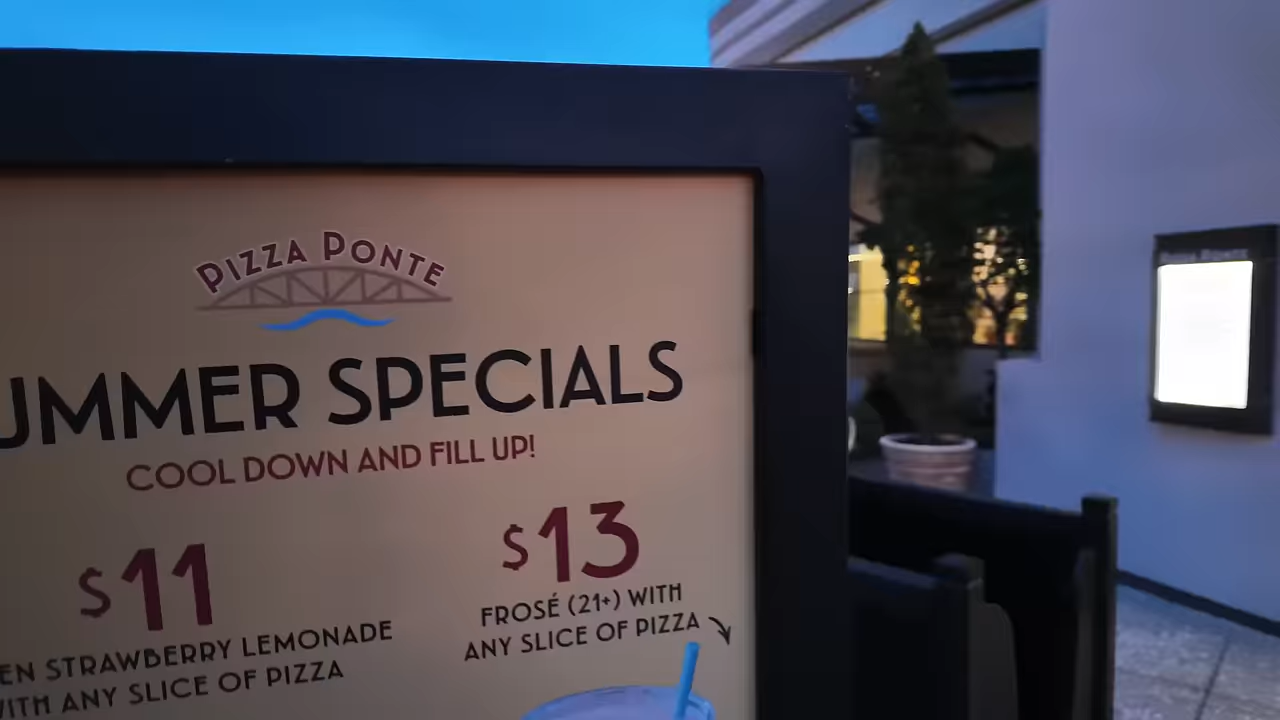 PIZZA PONTE
UMMER SPECIALS
COOL DOWN AND FILL UP!
$11
EN STRAWBERRY LEMONADE
WITH ANY SLICE OF PIZZA
$13
FROSÉ (21+) WITH
ANY SLICE OF PIZZA